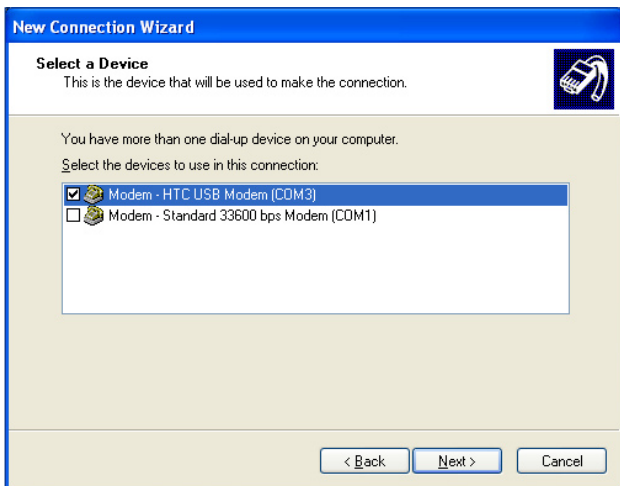 New Connection Wizard
Select a Device
This is the device that will be used to make the connection.
You have more than one dial-up device on your computer.
Select the devices to use in this connection:
Modem - HTC USB Modem (COM3)
Modem - Standard 33600 bps Modem (COM1)
< Back Next > Cancel